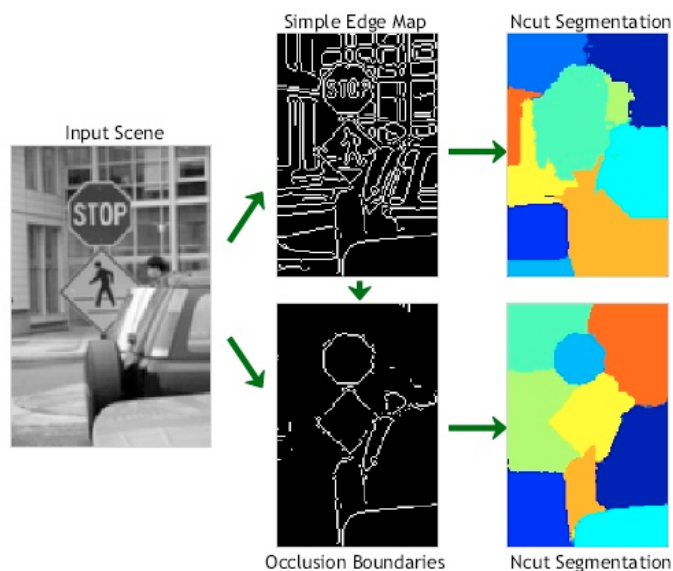 Simple Edge Map
Ncut Segmentation
Input Scene
STOP
STOP
Occlusion Boundaries
Ncut Segmentation